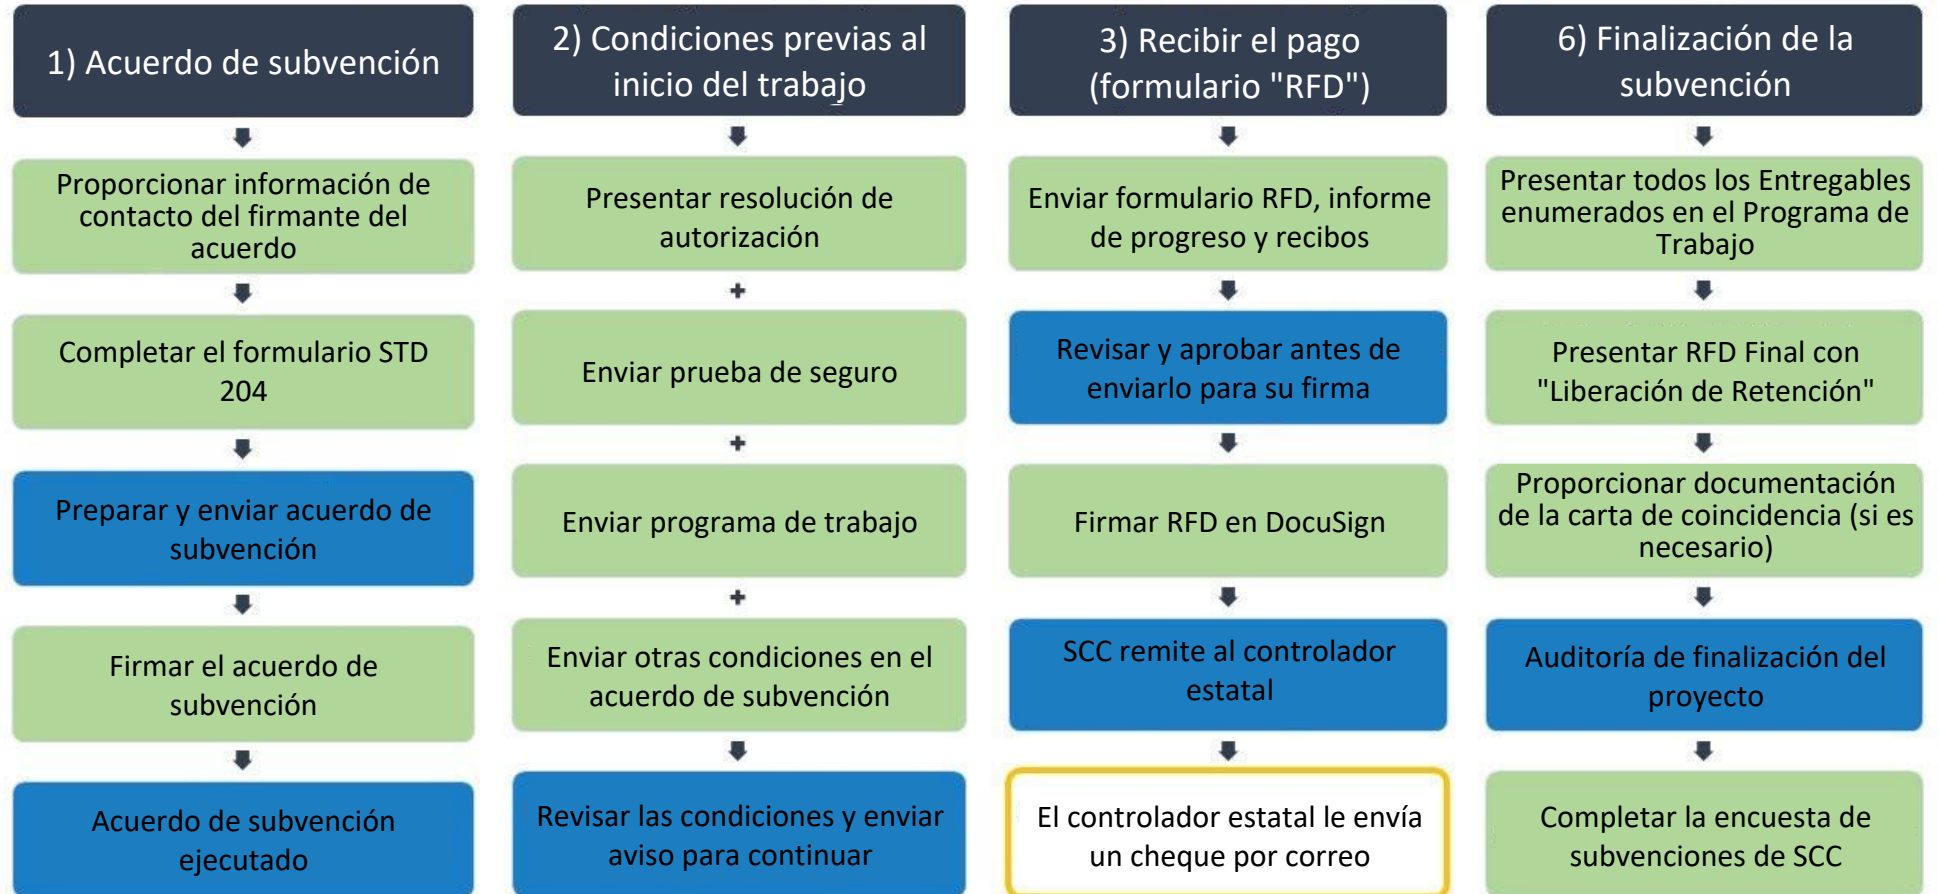 1) Acuerdo de subvención
Proporcionar información de
contacto del firmante del
acuerdo
Completar el formulario STD
204
Preparar y enviar acuerdo de
subvención
Firmar el acuerdo de
subvención
Acuerdo de subvención
ejecutado
2) Condiciones previas al
inicio del trabajo
Presentar resolución de
autorización
+
Enviar prueba de seguro
+
Enviar programa de trabajo
+
Enviar otras condiciones en el
acuerdo de subvención
Revisar las condiciones y enviar
aviso para continuar
3) Recibir el pago
(formulario "RFD")
Enviar formulario RFD, informe
de progreso y recibos
Revisar y aprobar antes de
enviarlo para su firma
Firmar RFD en DocuSign
SCC remite al controlador
estatal
El controlador estatal le envía
un cheque por correo
6) Finalización de la
subvención
Presentar todos los Entregables
enumerados en el Programa de
Trabajo
Presentar RFD Final con
"Liberación de Retención"
Proporcionar documentación
de la carta de coincidencia (si es
necesario)
Auditoría de finalización del
proyecto
Completar la encuesta de
subvenciones de SCC